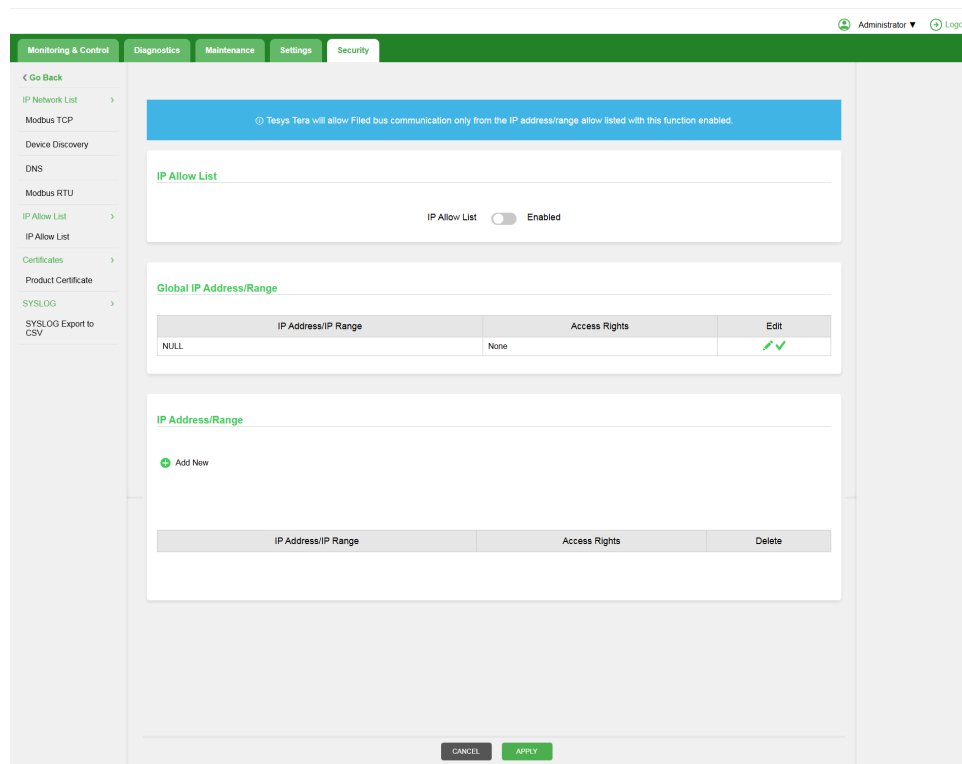 Administrator ▼
Monitoring & Control Diagnostics Maintenance Settings Security
Go Back
IP Network List
Modbus TCP
Device Discovery
DNS
Modbus RTU
IP Allow List
IP Allow List
Certificates
Product Certificate
SYSLOG
SYSLOG Export to
CSV
Tesys Tera will allow Filed bus communication only from the IP address/range allow listed with this function enabled.
IP Allow List
IP Allow List Enabled
Global IP Address/Range
IP Address/IP Range Access Rights Edit
NULL None
IP Address/Range
Add New
IP Address/IP Range Access Rights Delete
CANCEL APPLY